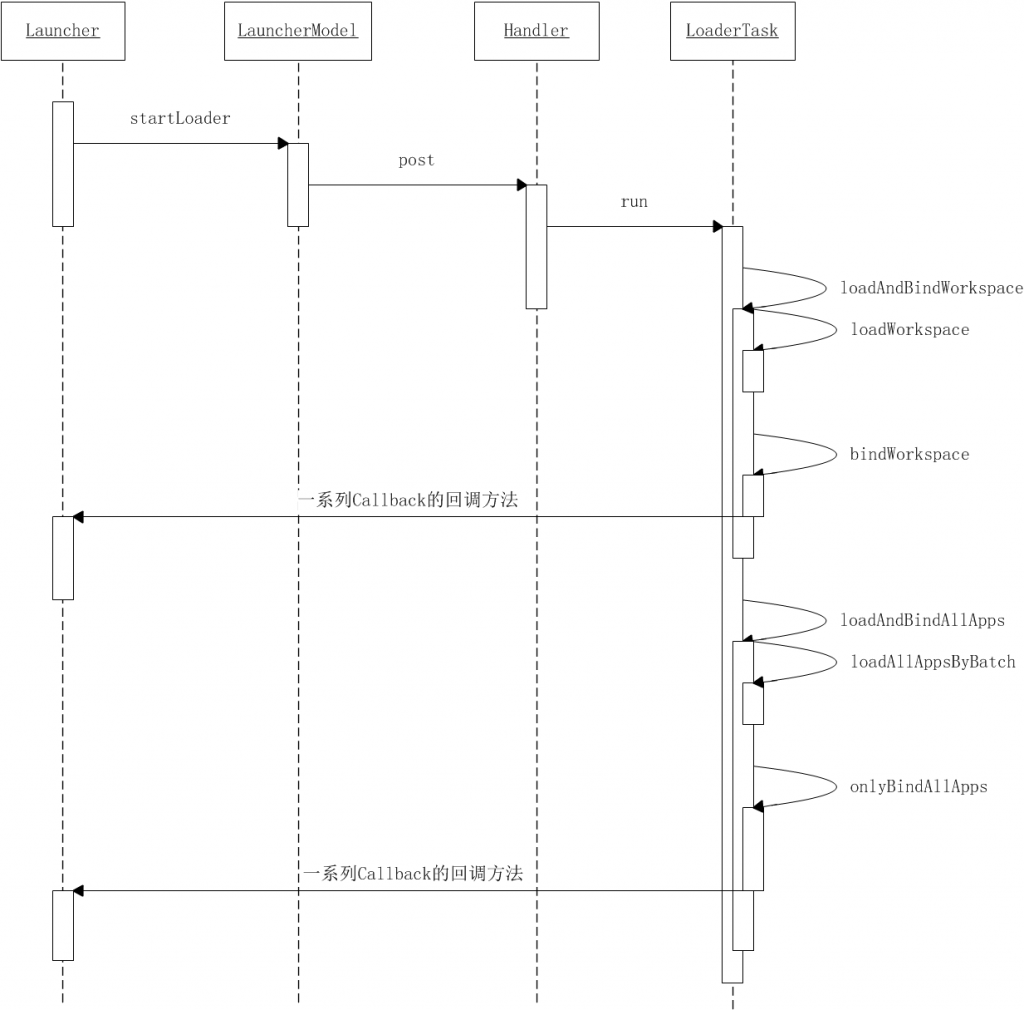 Launcher
LauncherModel
Handler
LoaderTask
startLoader
post
run
loadAndBindWorkspace
loadWorkspace
bindWorkspace
一系列Callback的回调方法
loadAndBindAllApps
loadAllAppsByBatch
onlyBindAllApps
一系列Callback的回调方法